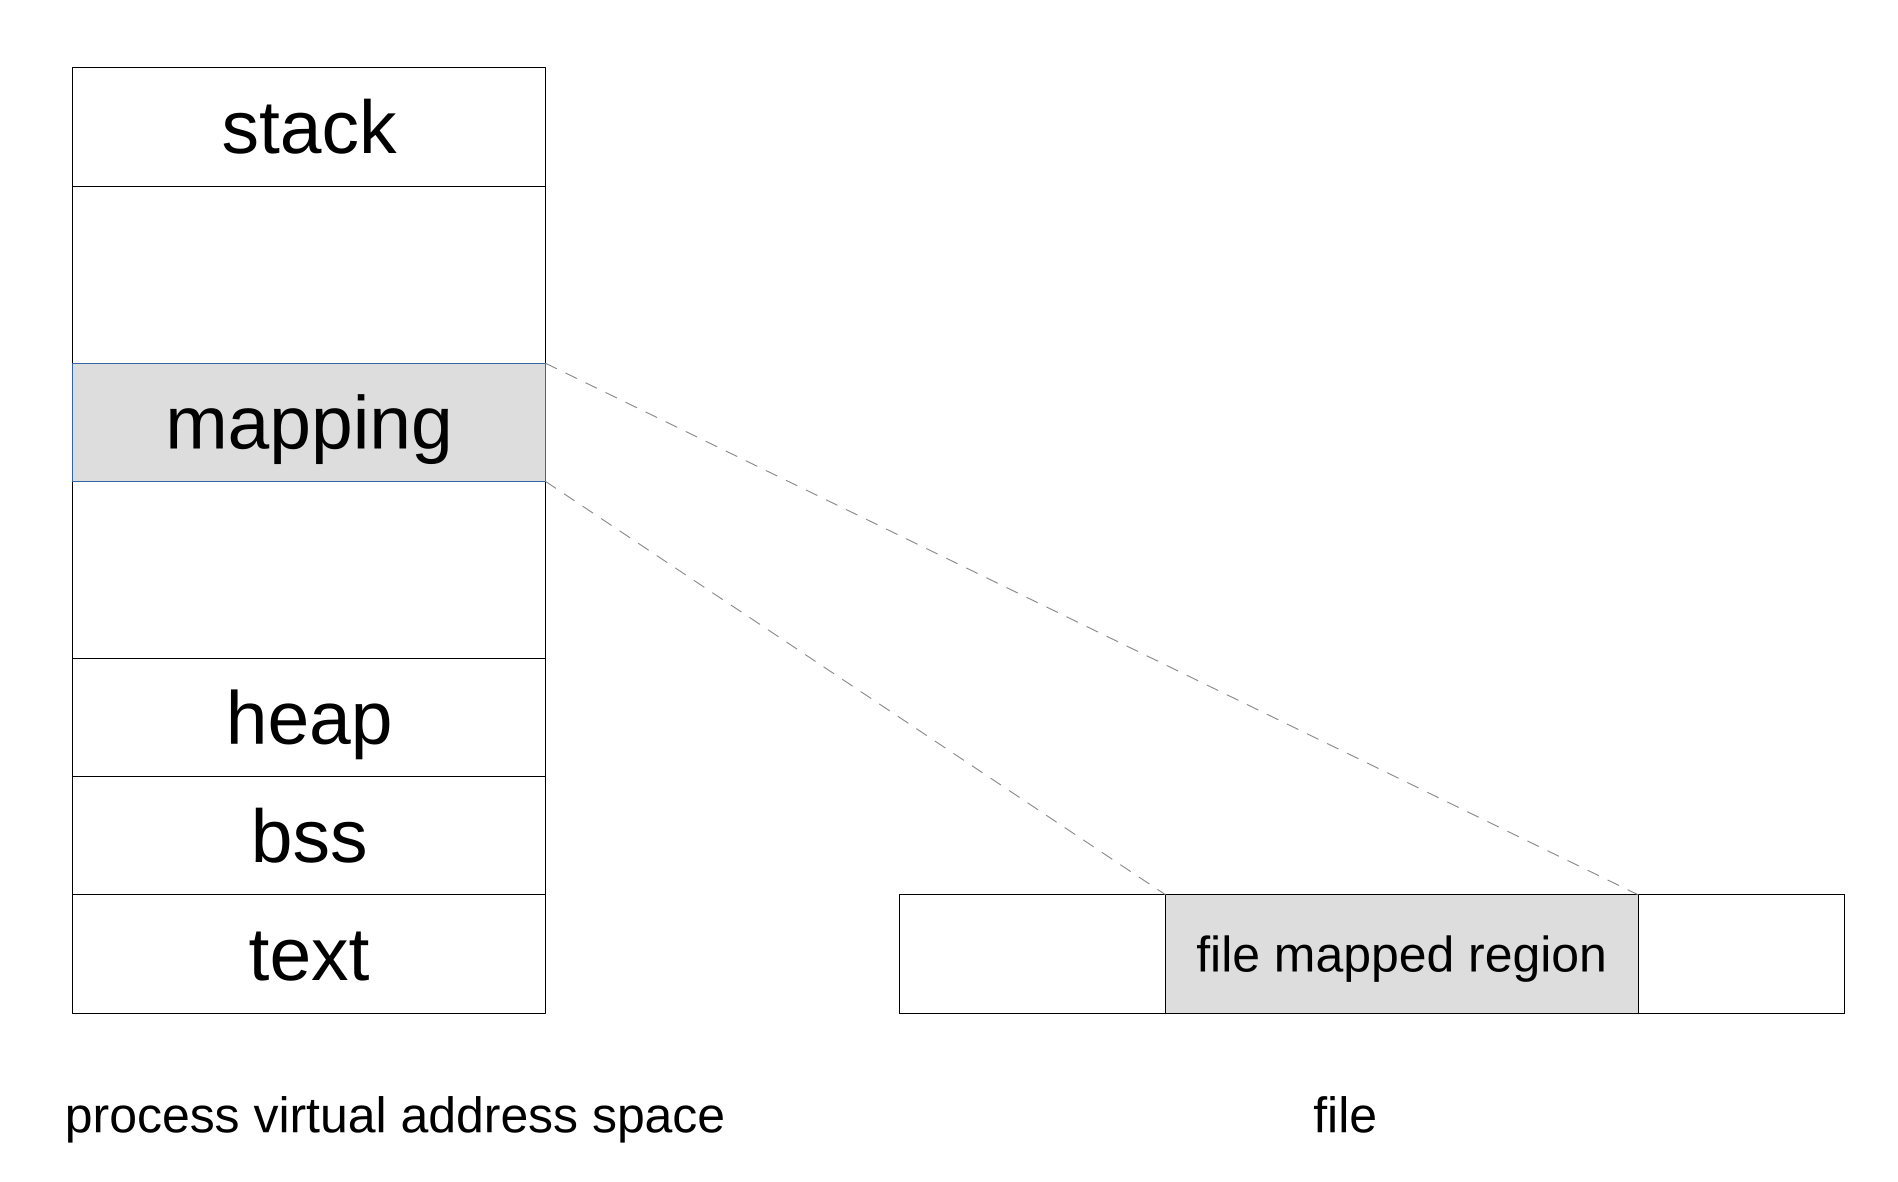 stack
mapping
heap
bss
text
file mapped region
process virtual address space
file